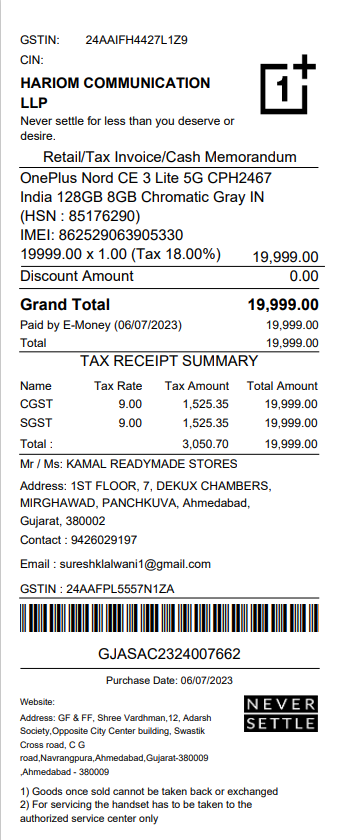 GSTIN: 24AAIFH4427L1Z9
CIN:
HARIOM COMMUNICATION
LLP
Never settle for less than you deserve or
desire.
1+
Retail/Tax Invoice/Cash Memorandum
OnePlus Nord CE 3 Lite 5G CPH2467
India 128GB 8GB Chromatic Gray IN
(HSN : 85176290)
IMEI: 862529063905330
19999.00 x 1.00 (Tax 18.00%) 19,999.00
Discount Amount 0.00
Grand Total 19,999.00
Paid by E-Money (06/07/2023) 19,999.00
Total 19,999.00
TAX RECEIPT SUMMARY
Name Tax Rate Tax Amount Total Amount
CGST 9.00 1,525.35 19,999.00
SGST 9.00 1,525.35 19,999.00
Total : 3,050.70 19,999.00
Mr / Ms: KAMAL READYMADE STORES
Address: 1ST FLOOR, 7, DEKUX CHAMBERS,
MIRGHAWAD, PANCHKUVA, Ahmedabad,
Gujarat, 380002
Contact : 9426029197
Email : sureshklalwani1@gmail.com
GSTIN : 24AAFPL5557N1ZA
GJASAC2324007662
Purchase Date: 06/07/2023
Website:
Address: GF & FF, Shree Vardhman,12, Adarsh
Society,Opposite City Center building, Swastik
Cross road, C G
road,Navrangpura,Ahmedabad,Gujarat-380009
,Ahmedabad - 380009
NEVER
SETTLE
1) Goods once sold cannot be taken back or exchanged
2) For servicing the handset has to be taken to the
authorized service center only